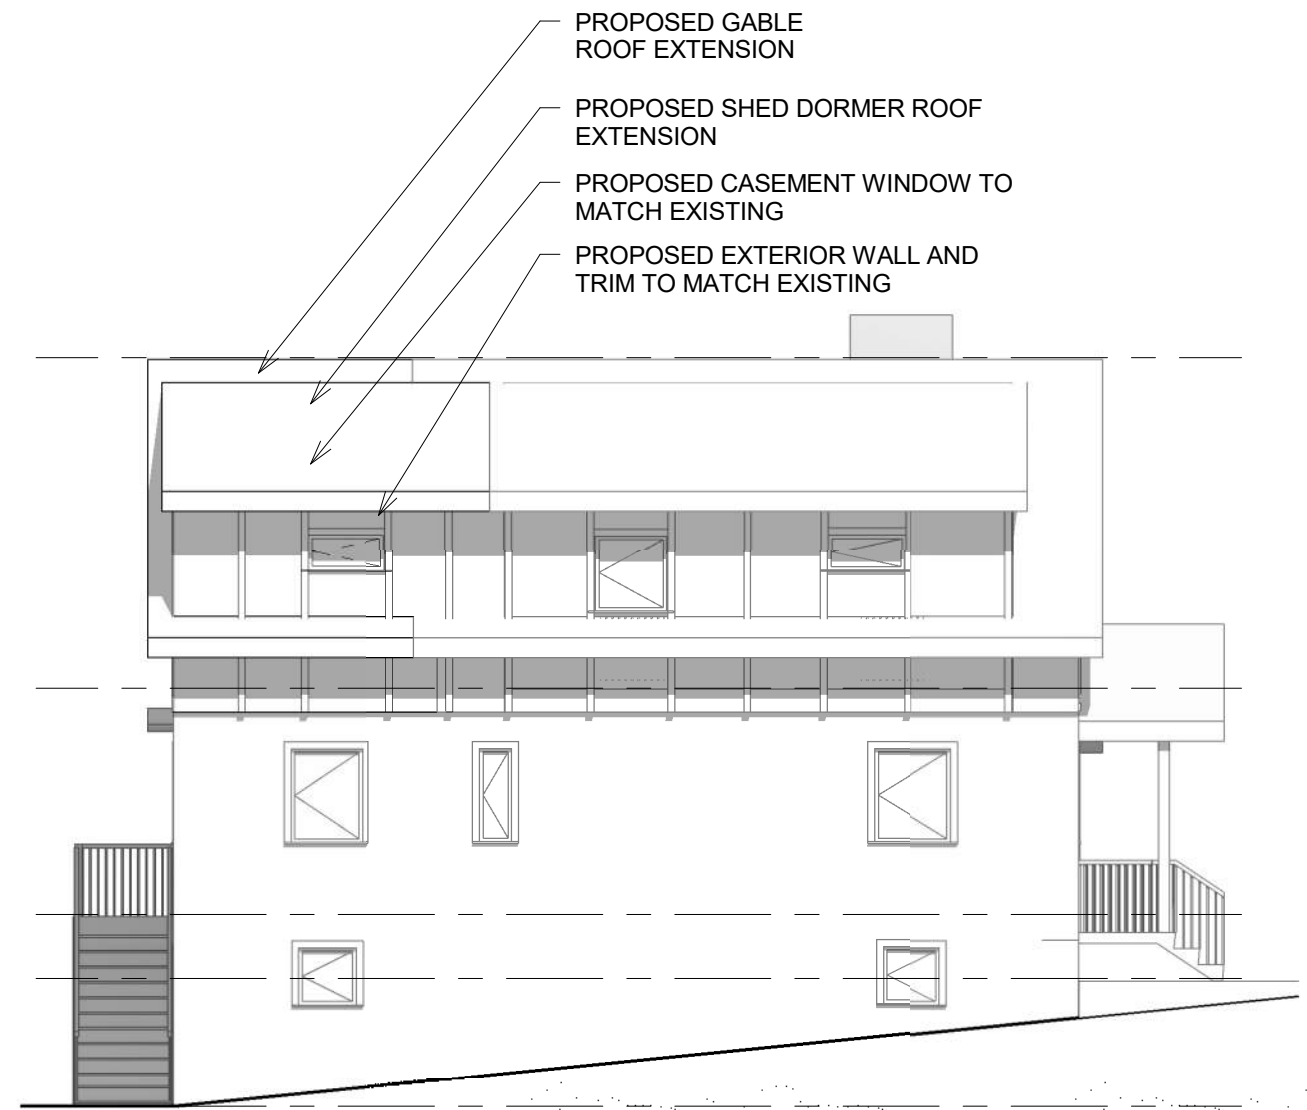 PROPOSED GABLE
ROOF EXTENSION
PROPOSED SHED DORMER ROOF
EXTENSION
PROPOSED CASEMENT WINDOW TO
MATCH EXISTING
PROPOSED EXTERIOR WALL AND
TRIM TO MATCH EXISTING